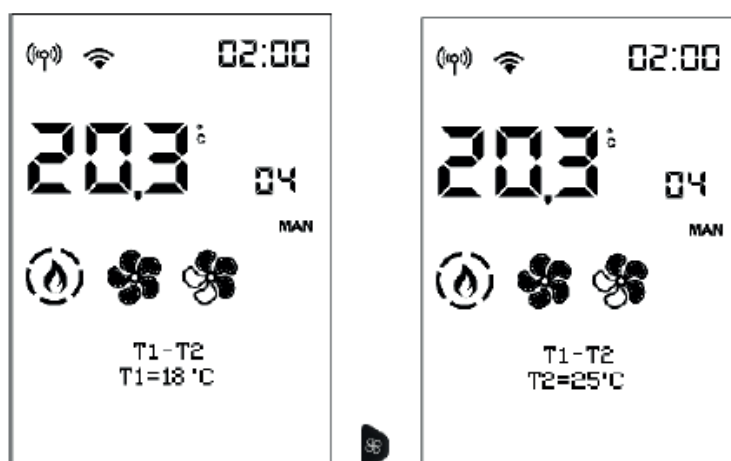 02:00
20.3 °C
04
MAN
T1-T2
T1=18 °C
02:00
20.3 °C
04
MAN
T1-T2
T2=25°C